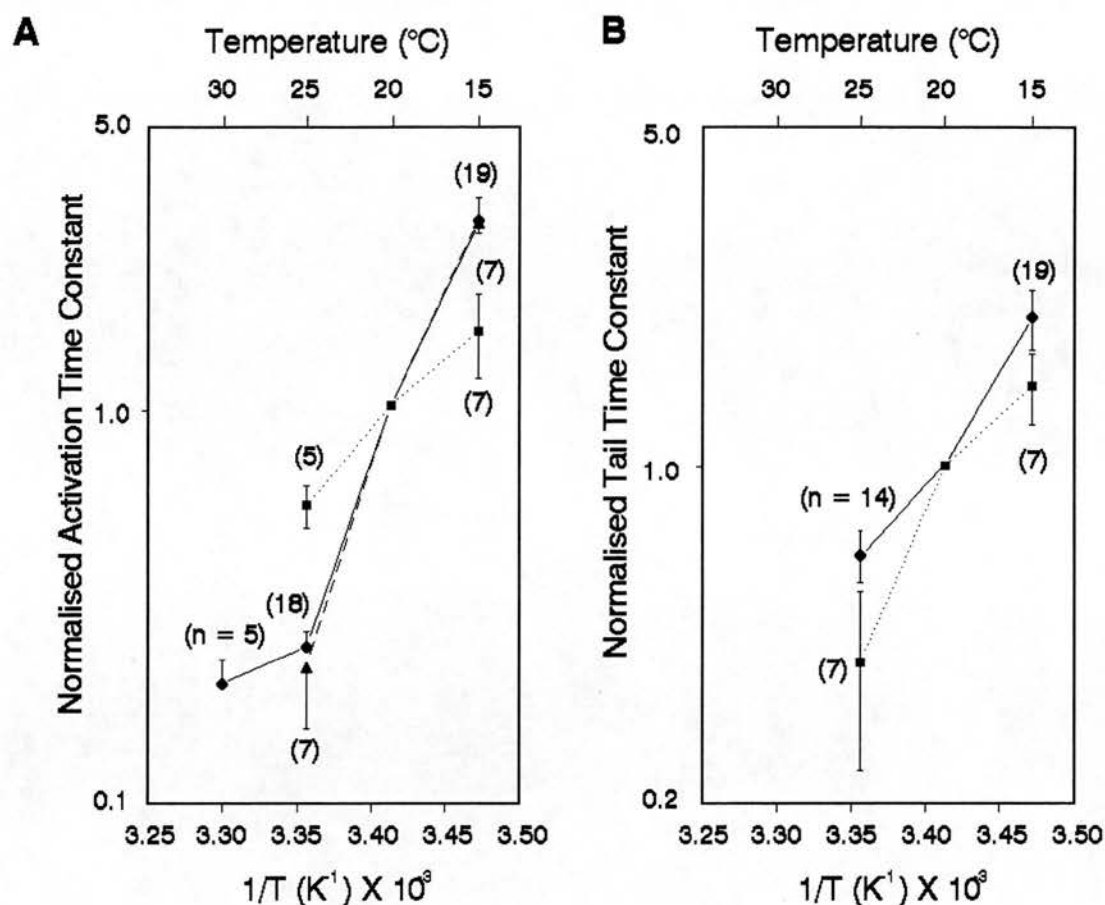 A
Temperature (°C)
30 25 20 15
5.0
1.0
0.1
Normalised Activation Time Constant
(19)
(7)
(7)
(5)
(18)
(n = 5)
(7)
3.25 3.30 3.35 3.40 3.45 3.50
1/T (K⁻¹) X 10³
B
Temperature (°C)
30 25 20 15
5.0
1.0
0.2
Normalised Tail Time Constant
(19)
(7)
(n = 14)
(7)
3.25 3.30 3.35 3.40 3.45 3.50
1/T (K⁻¹) X 10³